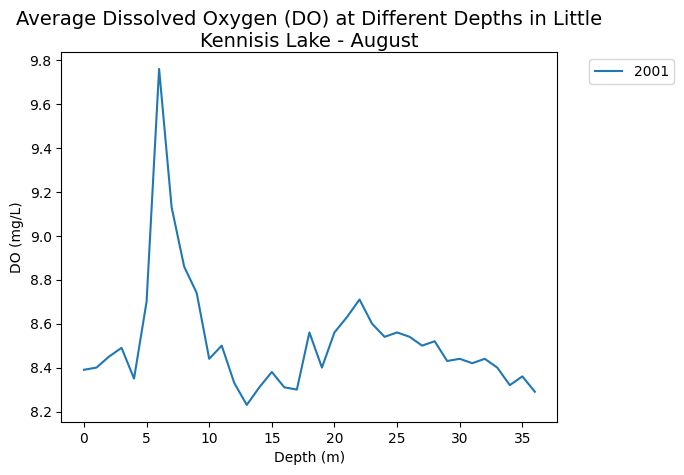 Average Dissolved Oxygen (DO) at Different Depths in Little
Kennisis Lake - August
2001
9.8
9.6
9.4
9.2
9.0
8.8
8.6
8.4
8.2
DO (mg/L)
0 5 10 15 20 25 30 35
Depth (m)